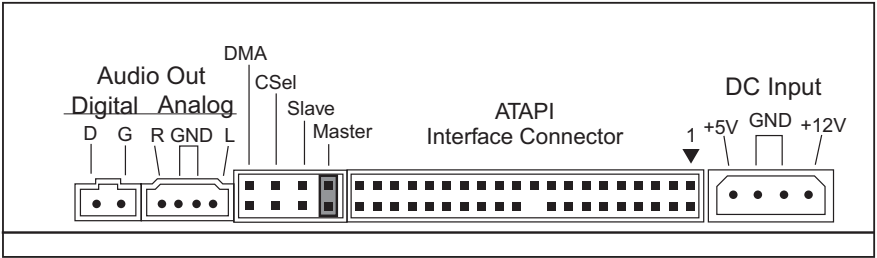 DMA
Audio Out
CSel
DC Input
Digital Analog
Slave
ATAPI
D G R GND L
Master
Interface Connector
1
+5V GND +12V